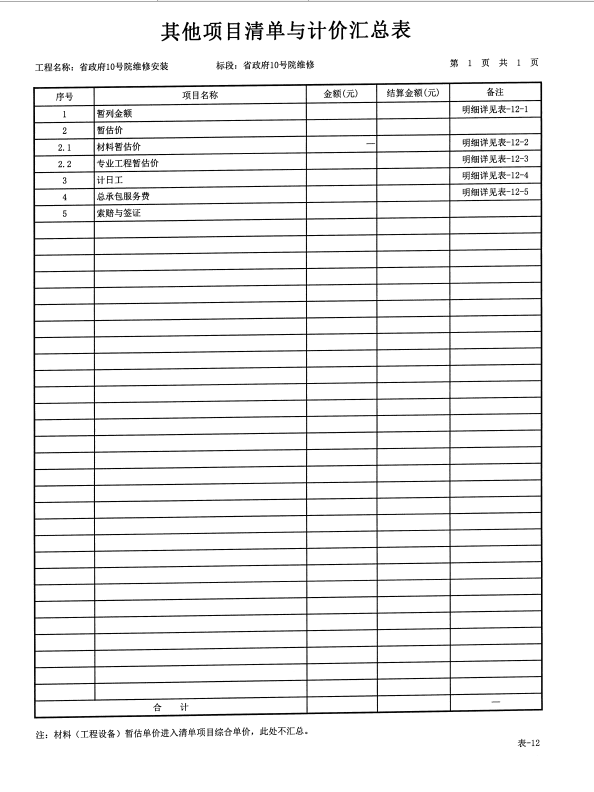 其他项目清单与计价汇总表
工程名称：省政府10号院维修安装 标段：省政府10号院维修 第 1 页 共 1 页
序号 项目名称 金额(元) 结算金额(元) 备注
1 暂列金额 明细详见表-12-1
2 暂估价
2.1 材料暂估价 — 明细详见表-12-2
2.2 专业工程暂估价 明细详见表-12-3
3 计日工 明细详见表-12-4
4 总承包服务费 明细详见表-12-5
5 索赔与签证
合 计 —
注：材料（工程设备）暂估单价进入清单项目综合单价，此处不汇总。
表-12